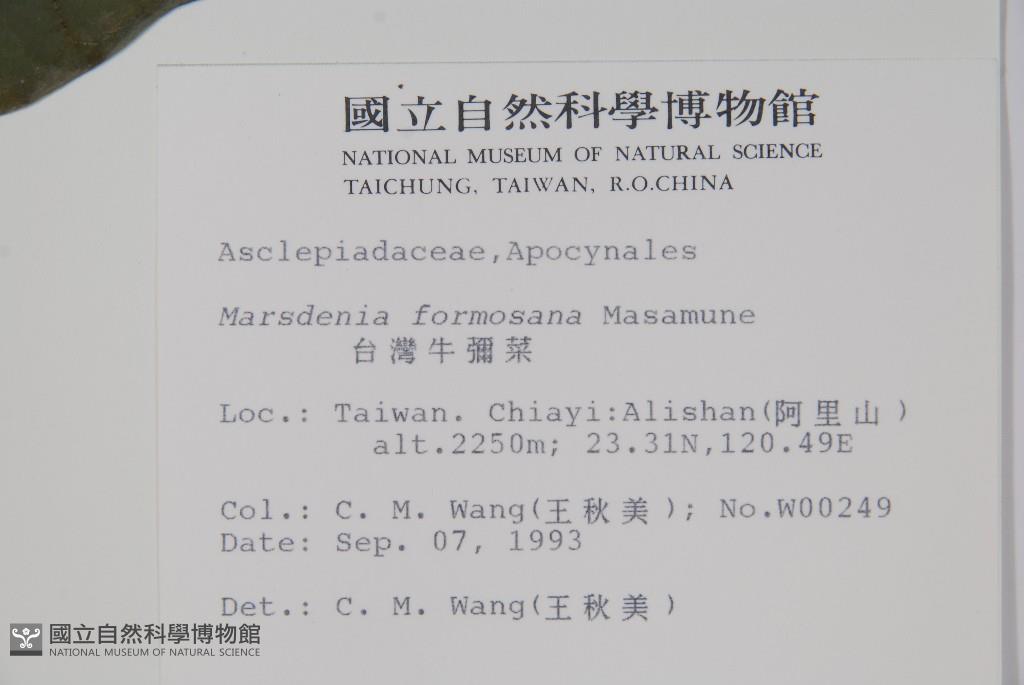 國立自然科學博物館
NATIONAL MUSEUM OF NATURAL SCIENCE
TAICHUNG, TAIWAN, R.O.CHINA
Asclepiadaceae,Apocynales
Marsdenia formosana Masamune
台灣牛彌菜
Loc.: Taiwan. Chiayi:Alishan(阿里山)
alt.2250m; 23.31N,120.49E
Col.: C. M. Wang(王秋美); No.W00249
Date: Sep. 07, 1993
Det.: C. M. Wang(王秋美)
國立自然科學博物館
NATIONAL MUSEUM OF NATURAL SCIENCE